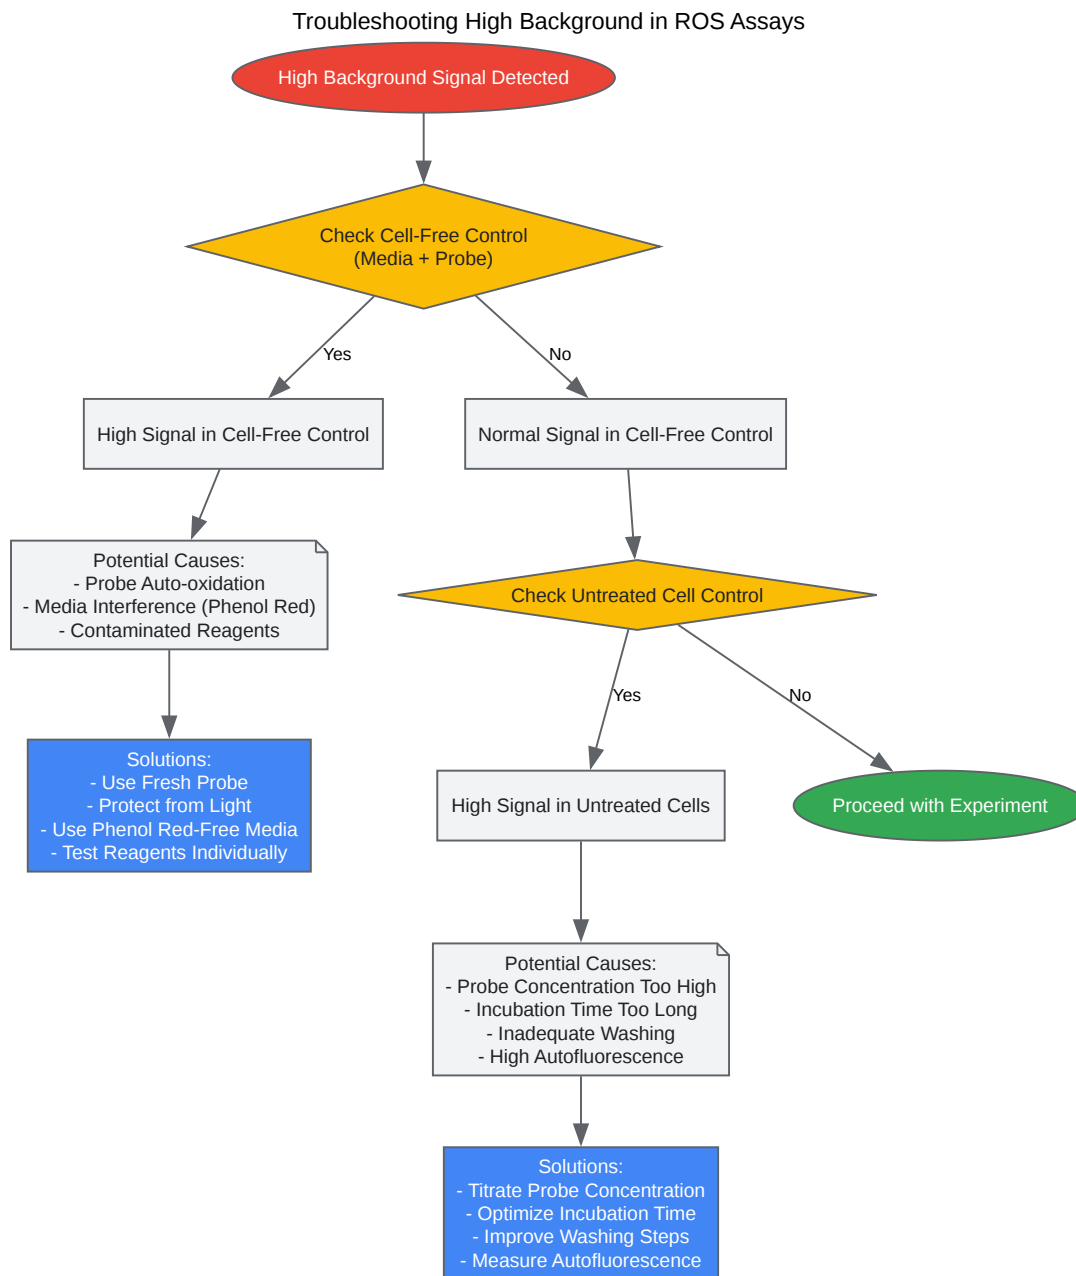 Troubleshooting High Background in ROS Assays
High Background Signal Detected
Check Cell-Free Control
(Media + Probe)
Yes
No
High Signal in Cell-Free Control
Normal Signal in Cell-Free Control
Potential Causes:
- Probe Auto-oxidation
- Media Interference (Phenol Red)
- Contaminated Reagents
Check Untreated Cell Control
Solutions:
- Use Fresh Probe
- Protect from Light
- Use Phenol Red-Free Media
- Test Reagents Individually
Yes
No
High Signal in Untreated Cells
Proceed with Experiment
Potential Causes:
- Probe Concentration Too High
- Incubation Time Too Long
- Inadequate Washing
- High Autofluorescence
Solutions:
- Titrate Probe Concentration
- Optimize Incubation Time
- Improve Washing Steps
- Measure Autofluorescence